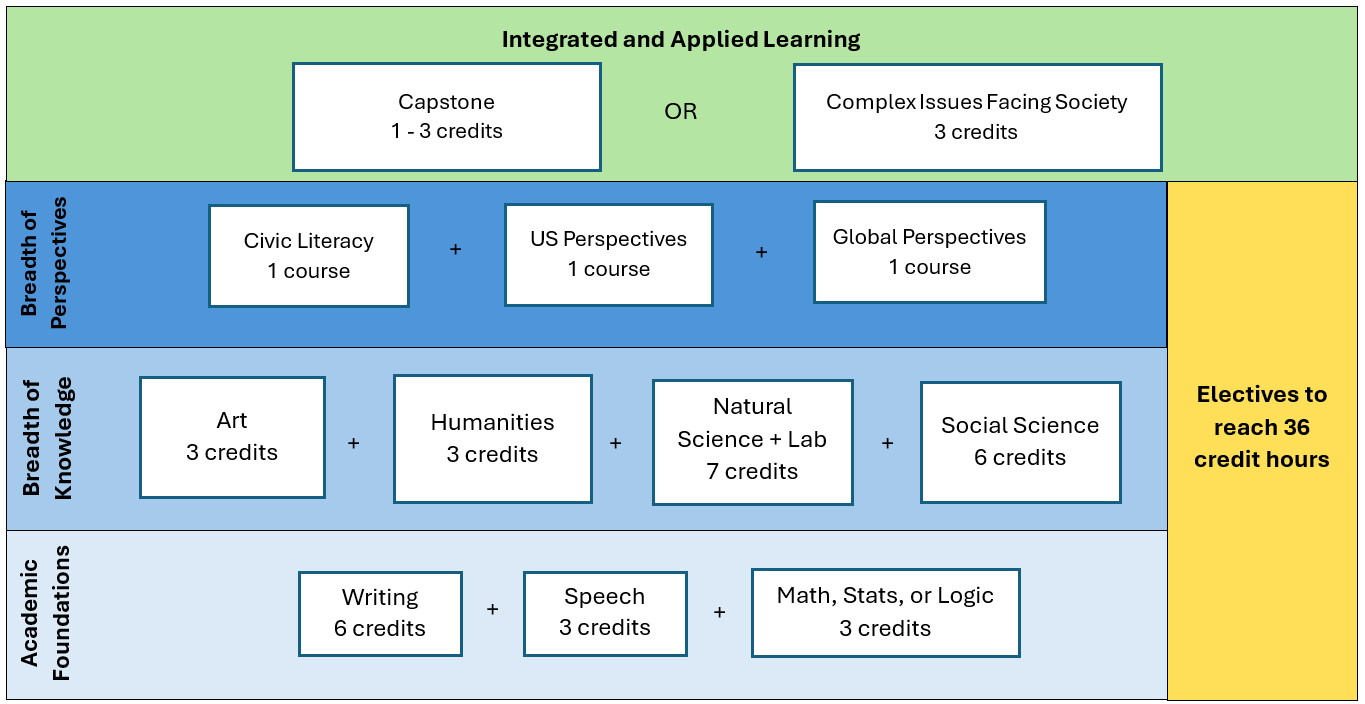 Integrated and Applied Learning
Capstone
1 - 3 credits
OR
Complex Issues Facing Society
3 credits
Breadth of
Perspectives
Civic Literacy
1 course
+
US Perspectives
1 course
+
Global Perspectives
1 course
Breadth of
Knowledge
Art
3 credits
+
Humanities
3 credits
+
Natural
Science + Lab
7 credits
+
Social Science
6 credits
Electives to
reach 36
credit hours
Academic
Foundations
Writing
6 credits
+
Speech
3 credits
+
Math, Stats, or Logic
3 credits